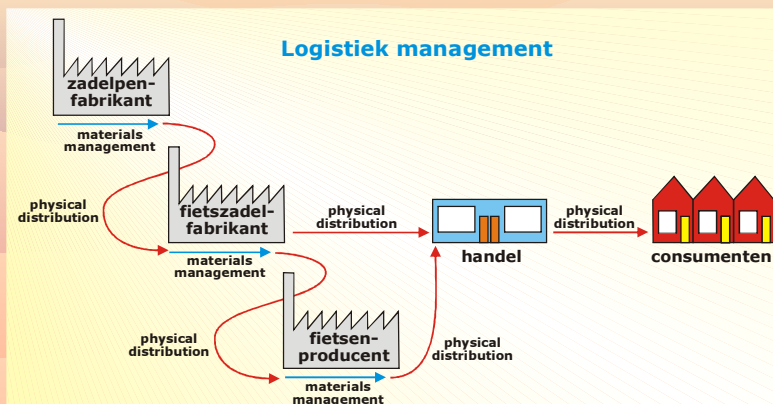 Logistiek management
zadelpen-
fabrikant
materials
management
physical
distribution
fietszadel-
fabrikant
physical
distribution
handel
physical
distribution
consumenten
materials
management
physical
distribution
fietsen-
producent
physical
distribution
materials
management